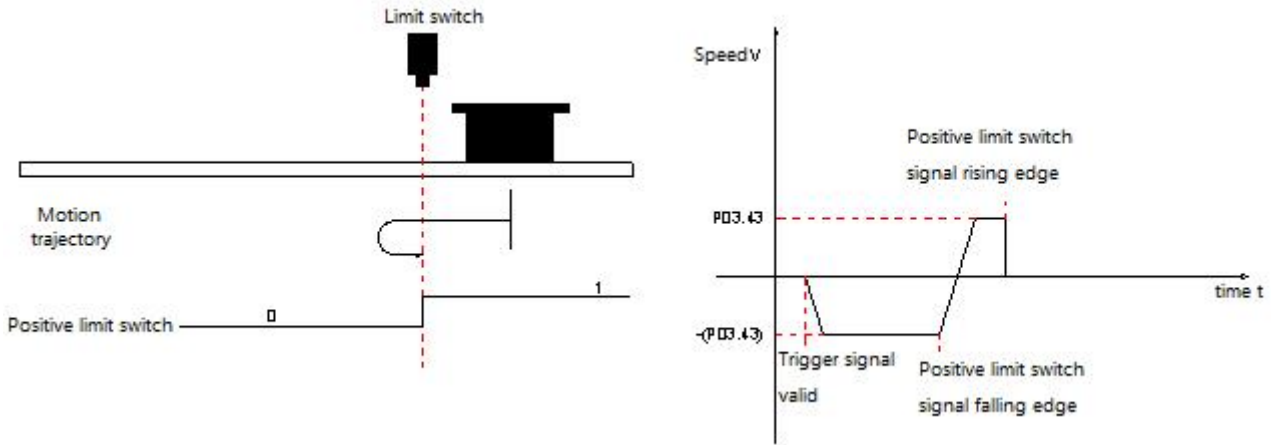 Limit switch
Motion
trajectory
0
1
Positive limit switch
Speed V
Positive limit switch
signal rising edge
P03.43
time t
-(P03.43)
Trigger signal
valid
Positive limit switch
signal falling edge